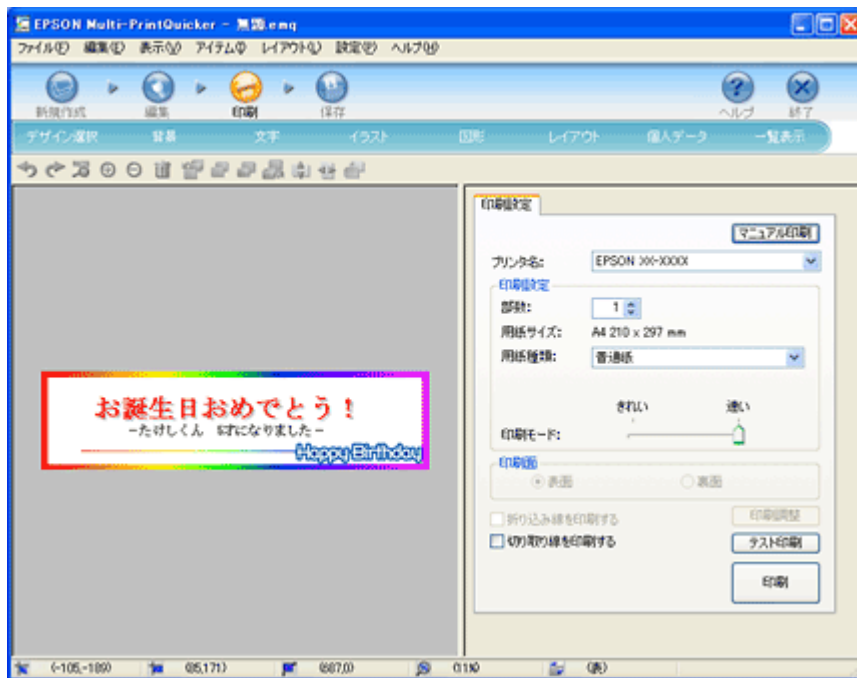 EPSON Multi-PrintQuicker - 無題.emq
ファイル(F) 編集(E) 表示(V) アイテム(I) レイアウト(L) 設定(P) ヘルプ(H)
新規作成 編集 印刷 保存 ヘルプ 終了
デザイン選択 背景 文字 イラスト 図形 レイアウト 個人データ 一覧表示
印刷設定
マニュアル印刷
プリンタ名: EPSON XX-XXXX
印刷設定
部数: 1
用紙サイズ: A4 210 x 297 mm
用紙種類: 普通紙
きれい 速い
印刷モード:
印刷面
表面 裏面
折り込み線を印刷する 印刷調整
切り取り線を印刷する テスト印刷
印刷
お誕生日おめでとう！
-たけしくん 5才になりました-
Happy Birthday
(-105,-189) (85,171) (687,0) (表)